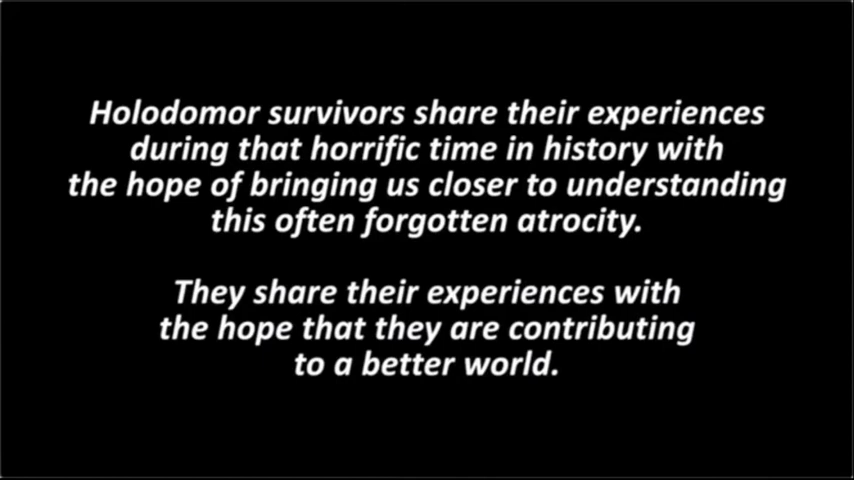 Holodomor survivors share their experiences
during that horrific time in history with
the hope of bringing us closer to understanding
this often forgotten atrocity.
They share their experiences with
the hope that they are contributing
to a better world.